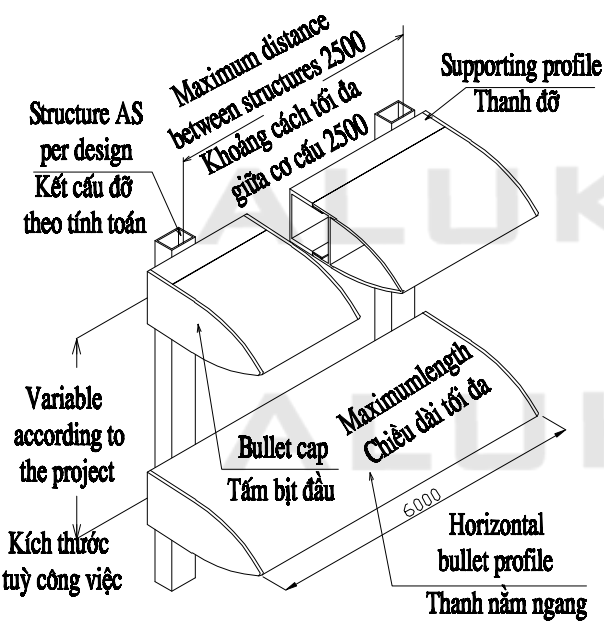 Maximum distance
between structures 2500
Khoảng cách tối đa
giữa cơ cấu 2500
Supporting profile
Thanh đỡ
Structure AS
per design
Kết cấu đỡ
theo tính toán
ALUK
Variable
according to
the project
Kích thước
tuỳ công việc
Maximumlength
Chiều dài tối đa
ALUK
Bullet cap
Tấm bịt đầu
6000
Horizontal
bullet profile
Thanh nằm ngang